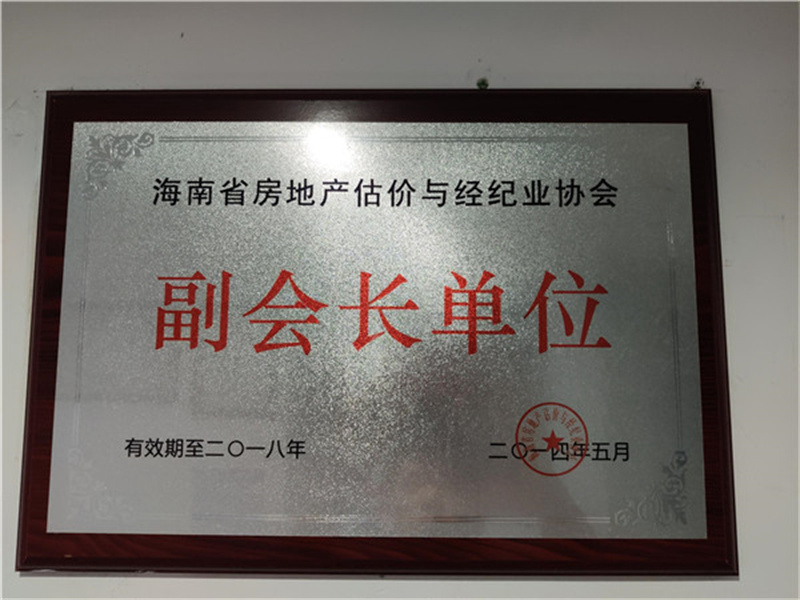 海南省房地产估价与经纪业协会
副会长单位
有效期至二〇一八年
二〇一四年五月